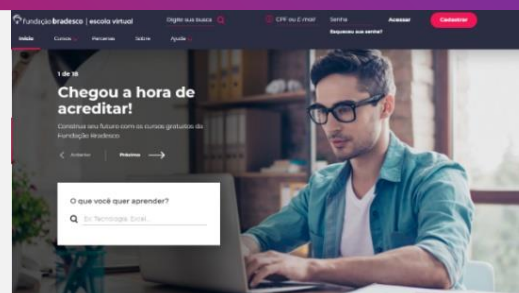 fundação bradesco | escola virtual
Digite sua busca
CPF ou E-mail
Senha
Acessar
Cadastrar
Esqueceu sua senha?
Início
Cursos
Parcerias
Sobre
Ajuda
1 de 18
Chegou a hora de
acreditar!
Construa seu futuro com os cursos gratuitos da
Fundação Bradesco
Anterior
Próximo
O que você quer aprender?
Ex: Tecnologia, Excel...